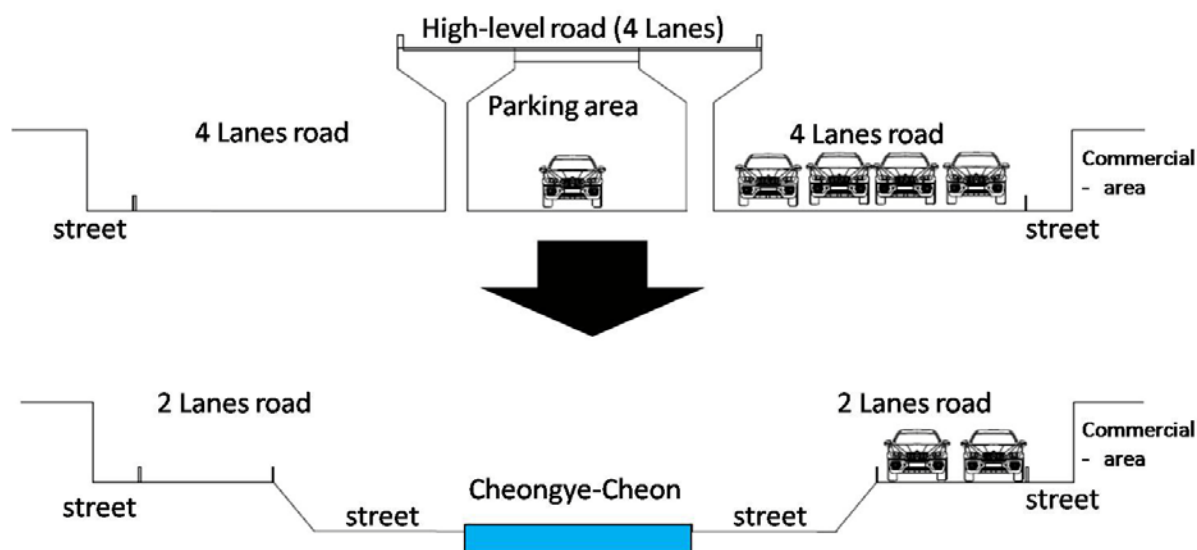 High-level road (4 Lanes)
Parking area
4 Lanes road
4 Lanes road
Commercial
- area
street
street
2 Lanes road
2 Lanes road
Commercial
- area
Cheongye-Cheon
street
street
street
street